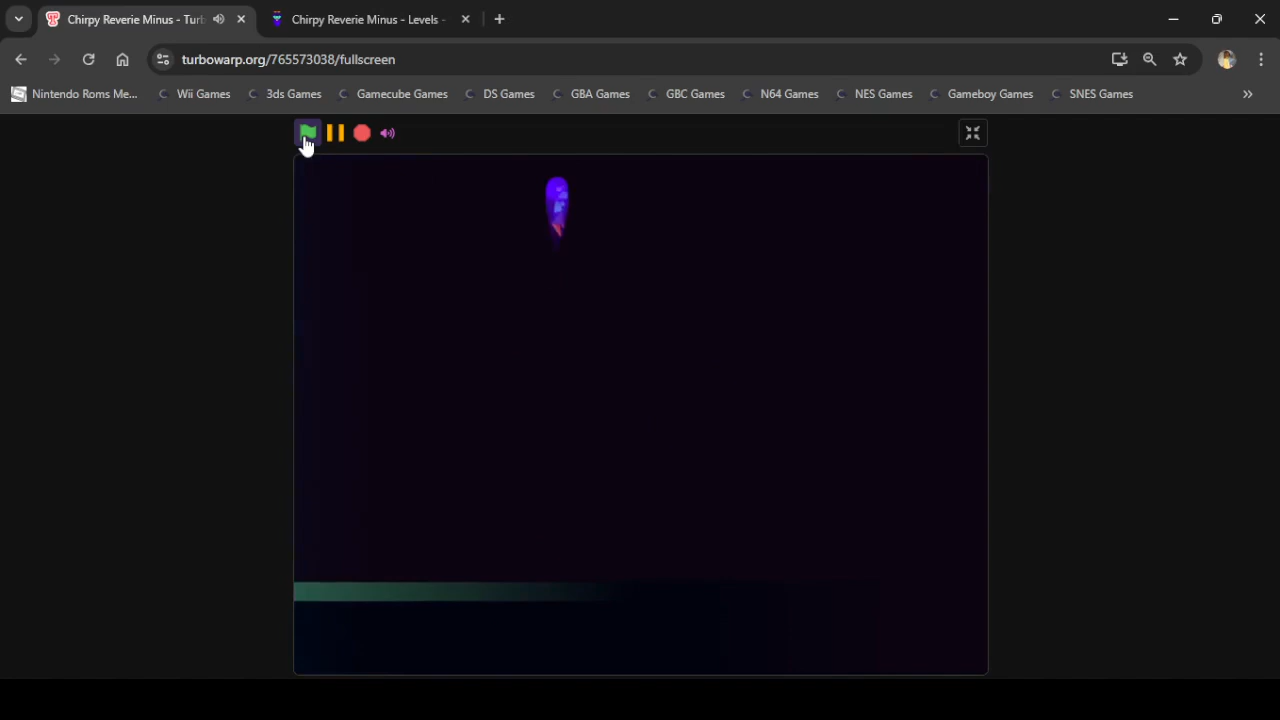 Chirpy Reverie Minus - Tur
Chirpy Reverie Minus - Levels -
turbowarp.org/765573038/fullscreen
Nintendo Roms Me... Wii Games 3ds Games Gamecube Games DS Games GBA Games GBC Games N64 Games NES Games Gameboy Games SNES Games